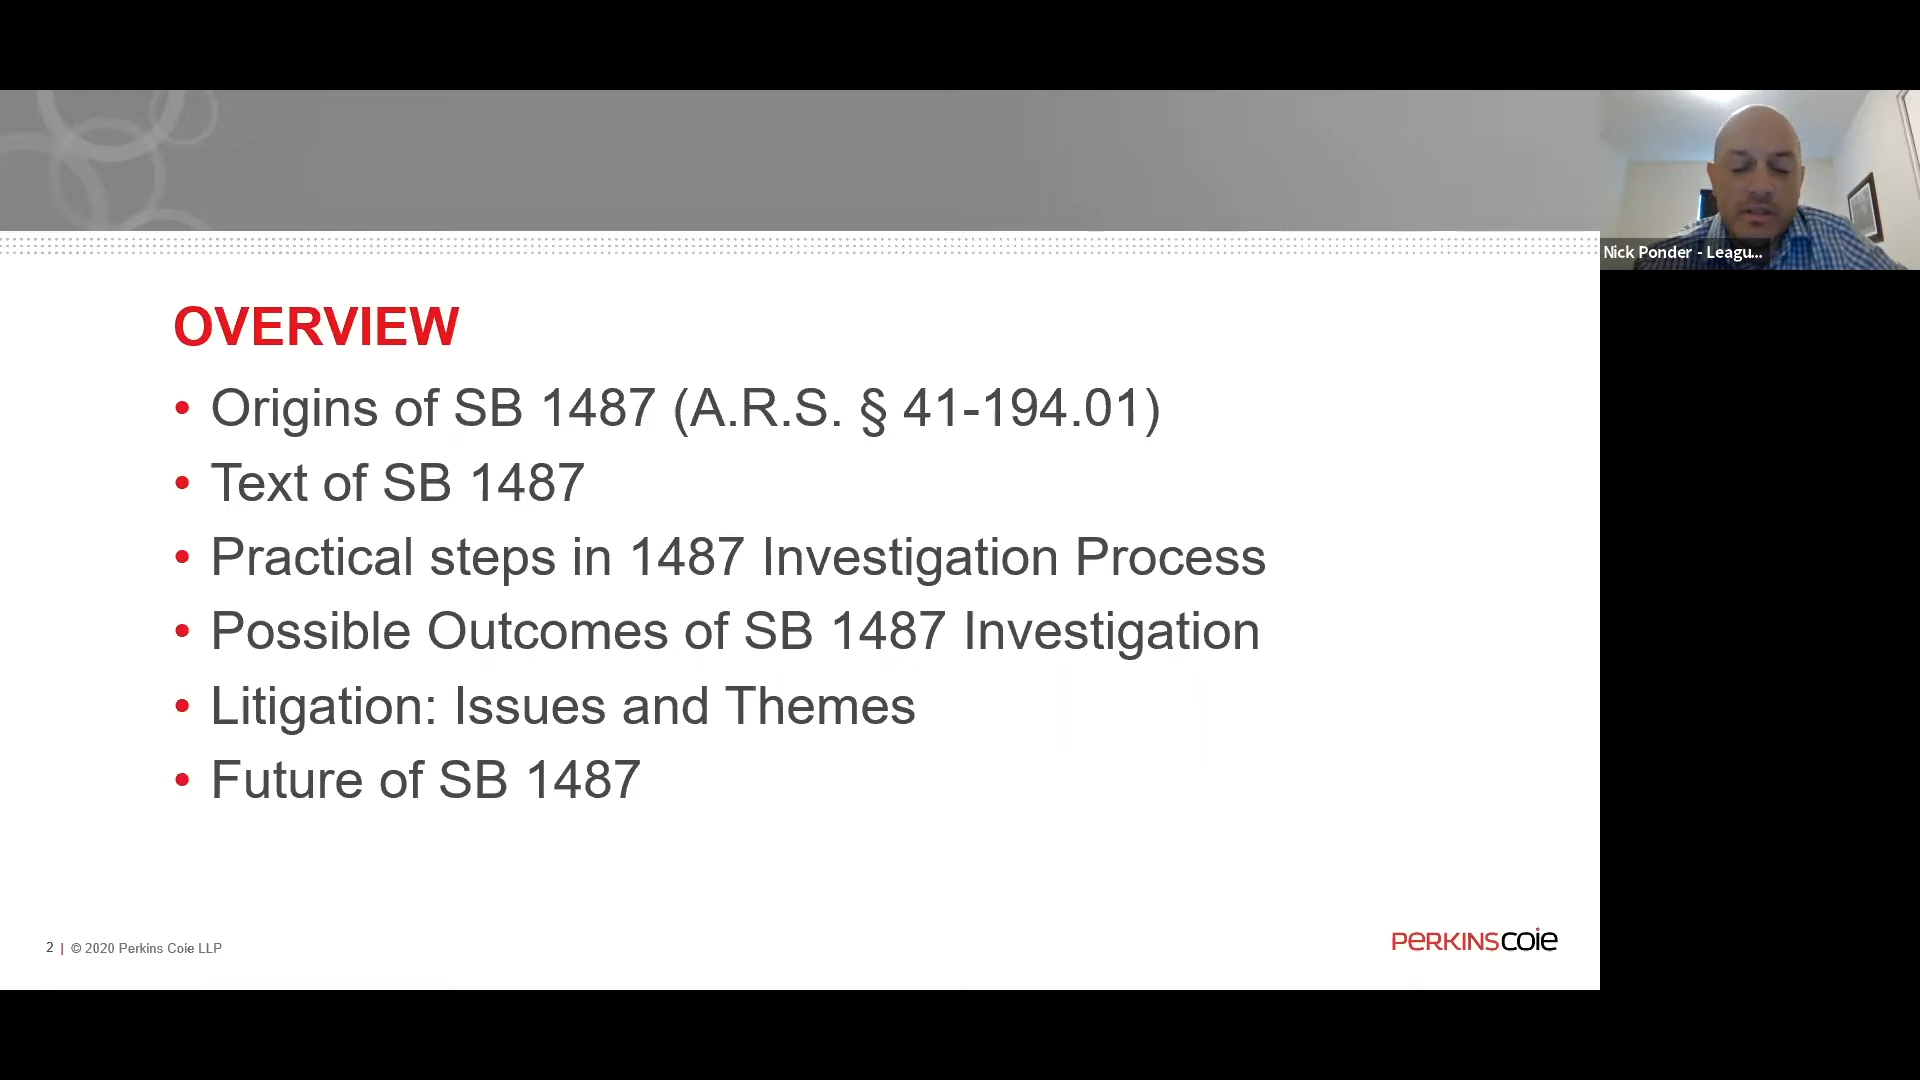 Nick Ponder - Leagu...
OVERVIEW
• Origins of SB 1487 (A.R.S. § 41-194.01)
• Text of SB 1487
• Practical steps in 1487 Investigation Process
• Possible Outcomes of SB 1487 Investigation
• Litigation: Issues and Themes
• Future of SB 1487
2 | © 2020 Perkins Coie LLP
PERKINSCOIE